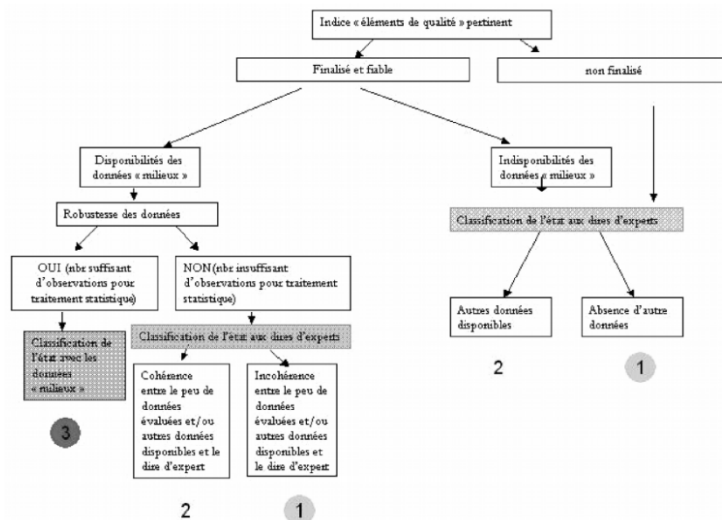 Indice « éléments de qualité » pertinent
Finalisé et fiable
non finalisé
Disponibilités des
données « milieux »
Indisponibilités des
données « milieux »
Robustesse des données
Classification de l'état aux dires d'experts
OUI (nbr suffisant
d'observations pour
traitement statistique)
NON (nbr insuffisant
d'observations pour traitement
statistique)
Autres données
disponibles
Absence d'autre
données
Classification de
l'état avec les
données
« milieux »
Classification de l'état aux dires d'experts
Cohérence
entre le peu de
données
évaluées et/ou
autres données
disponibles et le
dire d'expert
Incohérence
entre le peu de
données
évaluées et/ou
autres données
disponibles et
le dire d'expert
2
1
3
2
1